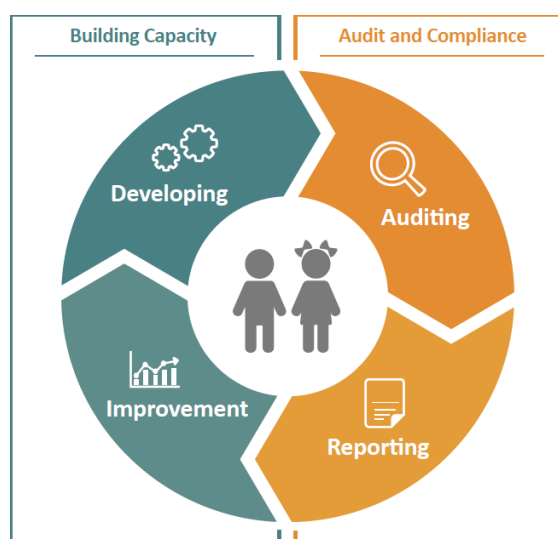 Building Capacity
Audit and Compliance
Developing
Auditing
Improvement
Reporting